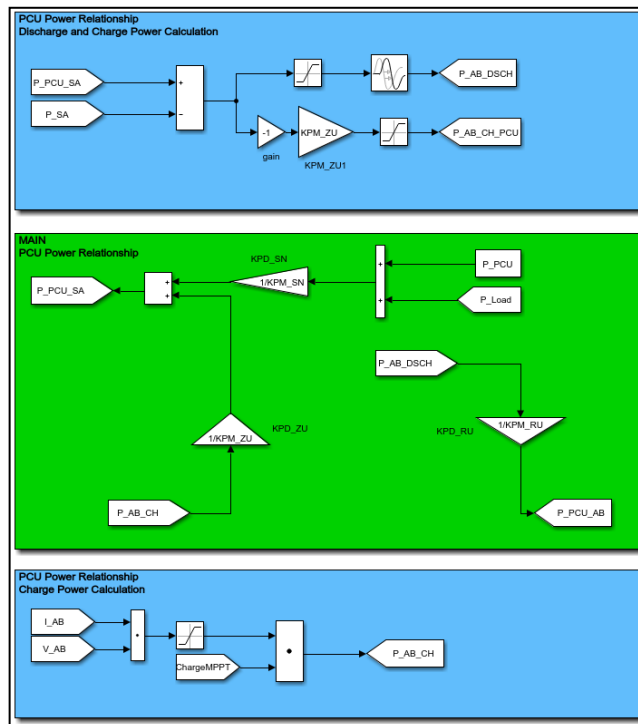 PCU Power Relationship
Discharge and Charge Power Calculation
P_PCU_SA
+
P_AB_DSCH
P_SA
−
-1
KPM_ZU
P_AB_CH_PCU
gain
KPM_ZU1
MAIN
PCU Power Relationship
KPD_SN
P_PCU_SA
+
+
1/KPM_SN
+
+
P_PCU
P_Load
P_AB_DSCH
1/KPM_ZU
KPD_ZU
KPD_RU
1/KPM_RU
P_AB_CH
P_PCU_AB
PCU Power Relationship
Charge Power Calculation
I_AB
V_AB
ChargeMPPT
P_AB_CH